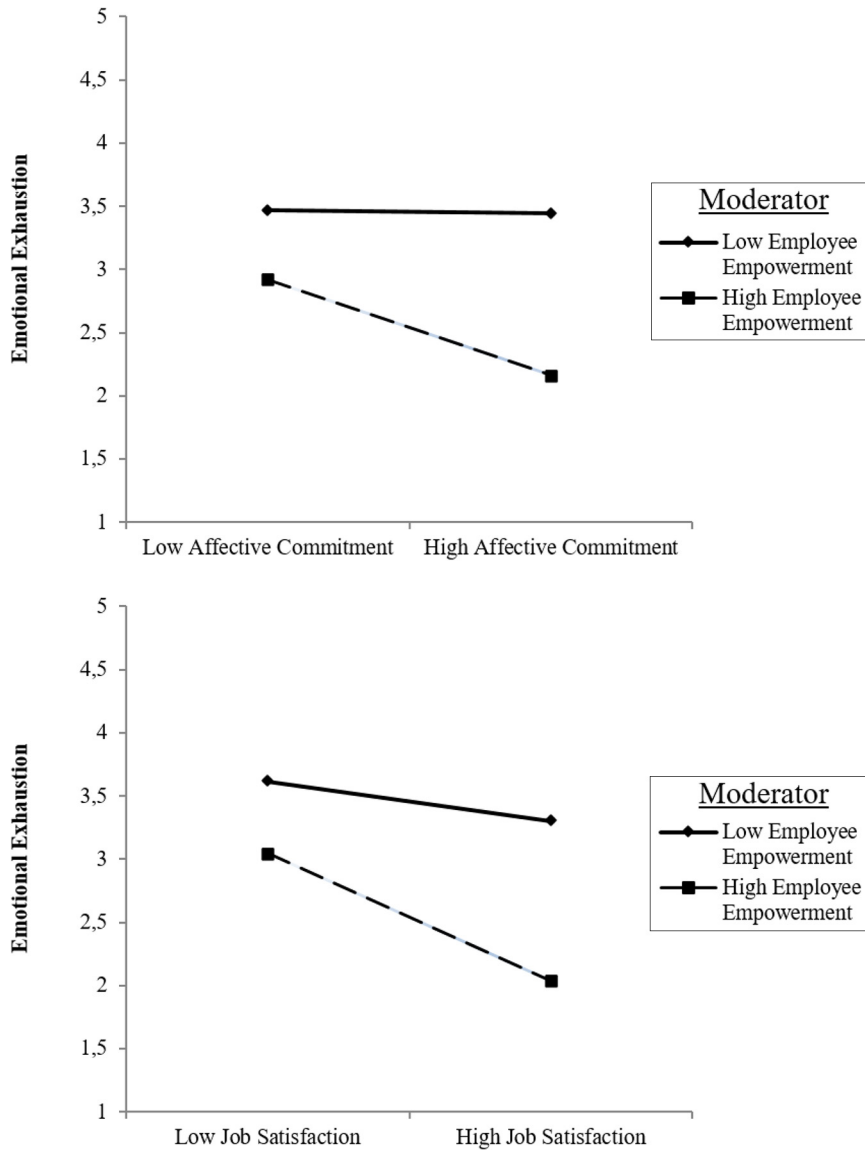 5
4,5
4
3,5
3
2,5
2
1,5
1
Emotional Exhaustion
Low Affective Commitment
High Affective Commitment
Moderator
Low Employee
Empowerment
High Employee
Empowerment
5
4,5
4
3,5
3
2,5
2
1,5
1
Emotional Exhaustion
Low Job Satisfaction
High Job Satisfaction
Moderator
Low Employee
Empowerment
High Employee
Empowerment